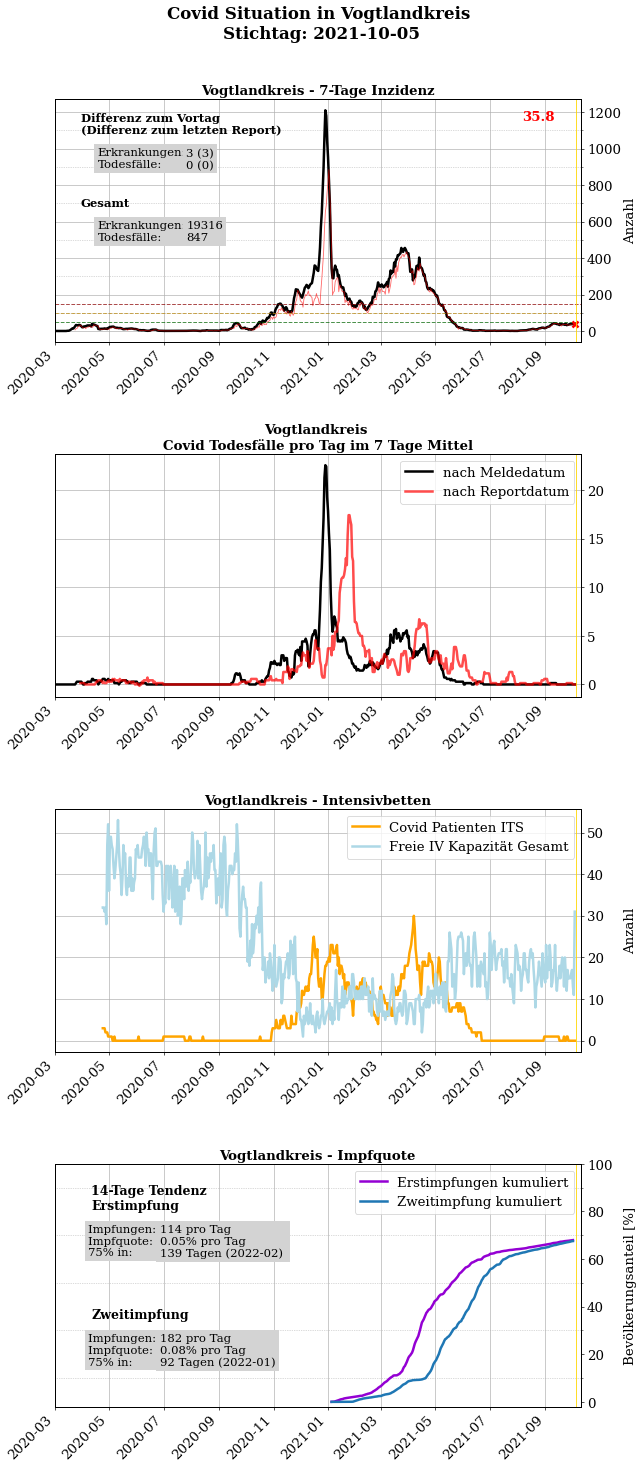 Covid Situation in Vogtlandkreis
Stichtag: 2021-10-05
Vogtlandkreis - 7-Tage Inzidenz
Differenz zum Vortag
(Differenz zum letzten Report)
Erkrankungen 3 (3)
Todesfälle: 0 (0)
Gesamt
Erkrankungen 19316
Todesfälle: 847
35.8
1200
1000
800
600
400
200
0
Anzahl
2020-03 2020-05 2020-07 2020-09 2020-11 2021-01 2021-03 2021-05 2021-07 2021-09
Vogtlandkreis
Covid Todesfälle pro Tag im 7 Tage Mittel
nach Meldedatum
nach Reportdatum
20
15
10
5
0
2020-03 2020-05 2020-07 2020-09 2020-11 2021-01 2021-03 2021-05 2021-07 2021-09
Vogtlandkreis - Intensivbetten
Covid Patienten ITS
Freie IV Kapazität Gesamt
50
40
30
20
10
0
Anzahl
2020-03 2020-05 2020-07 2020-09 2020-11 2021-01 2021-03 2021-05 2021-07 2021-09
Vogtlandkreis - Impfquote
14-Tage Tendenz
Erstimpfung
Impfungen: 114 pro Tag
Impfquote: 0.05% pro Tag
75% in: 139 Tagen (2022-02)
Zweitimpfung
Impfungen: 182 pro Tag
Impfquote: 0.08% pro Tag
75% in: 92 Tagen (2022-01)
Erstimpfungen kumuliert
Zweitimpfung kumuliert
100
80
60
40
20
0
Bevölkerungsanteil [%]
2020-03 2020-05 2020-07 2020-09 2020-11 2021-01 2021-03 2021-05 2021-07 2021-09